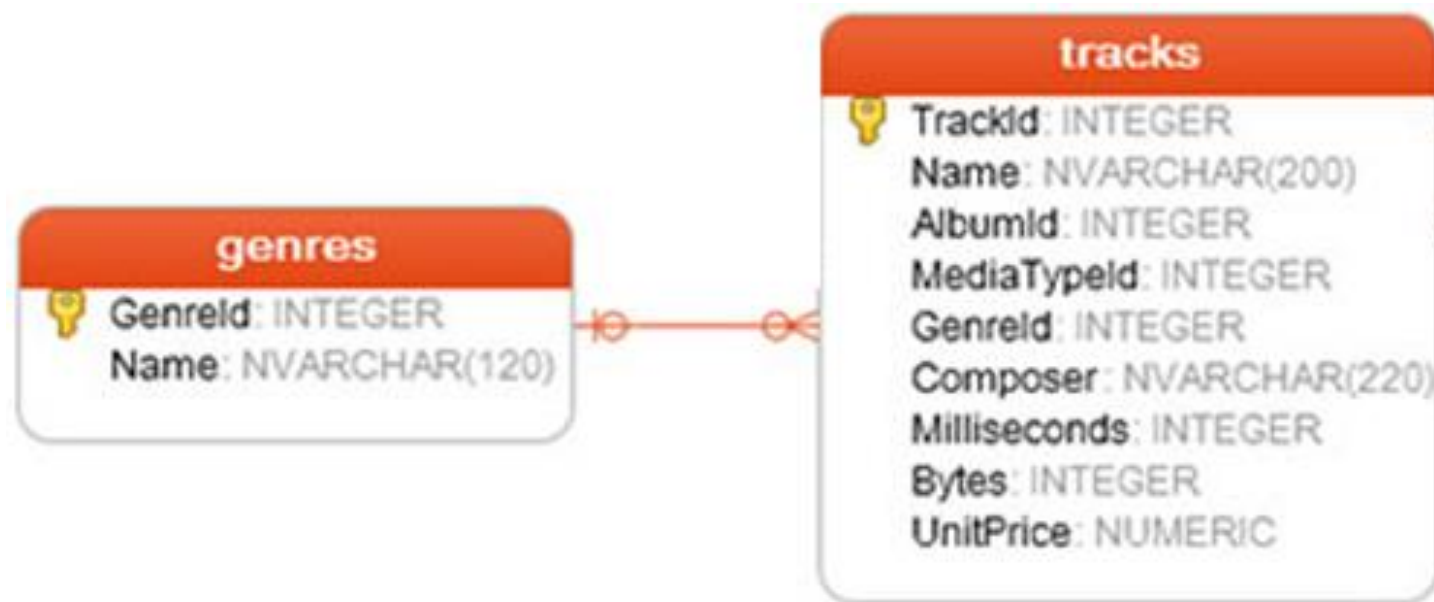 genres
GenreId: INTEGER
Name: NVARCHAR(120)
tracks
TrackId: INTEGER
Name: NVARCHAR(200)
AlbumId: INTEGER
MediaTypeId: INTEGER
GenreId: INTEGER
Composer: NVARCHAR(220)
Milliseconds: INTEGER
Bytes: INTEGER
UnitPrice: NUMERIC